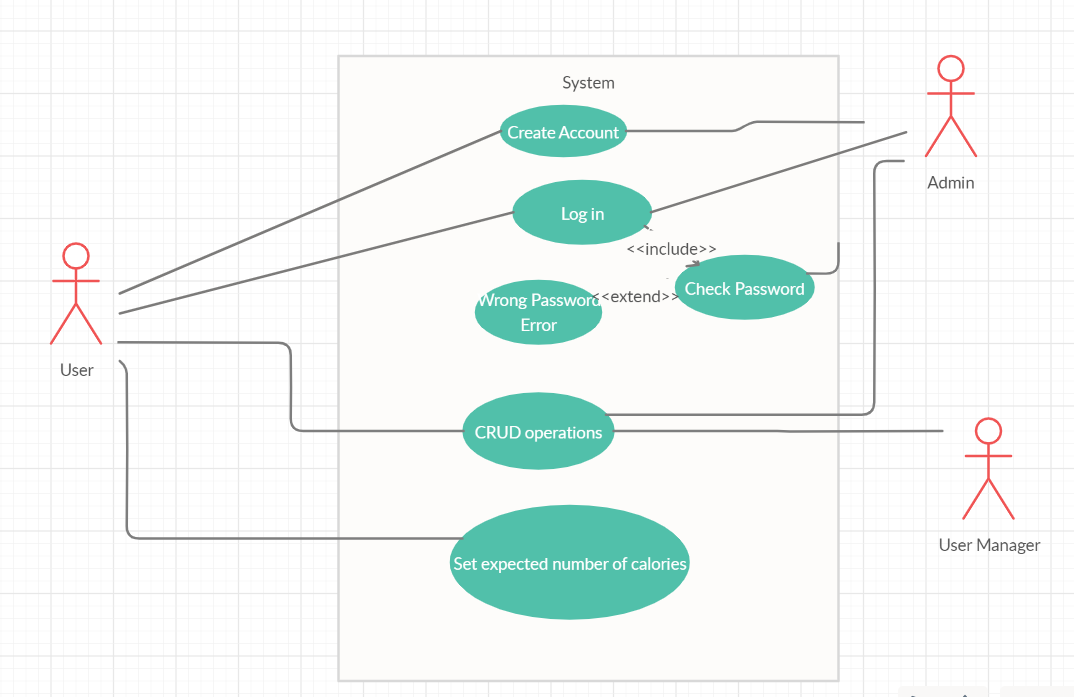 System
Create Account
Admin
Log in
<<include>>
Check Password
<<extend>>
Wrong Password
Error
User
CRUD operations
User Manager
Set expected number of calories